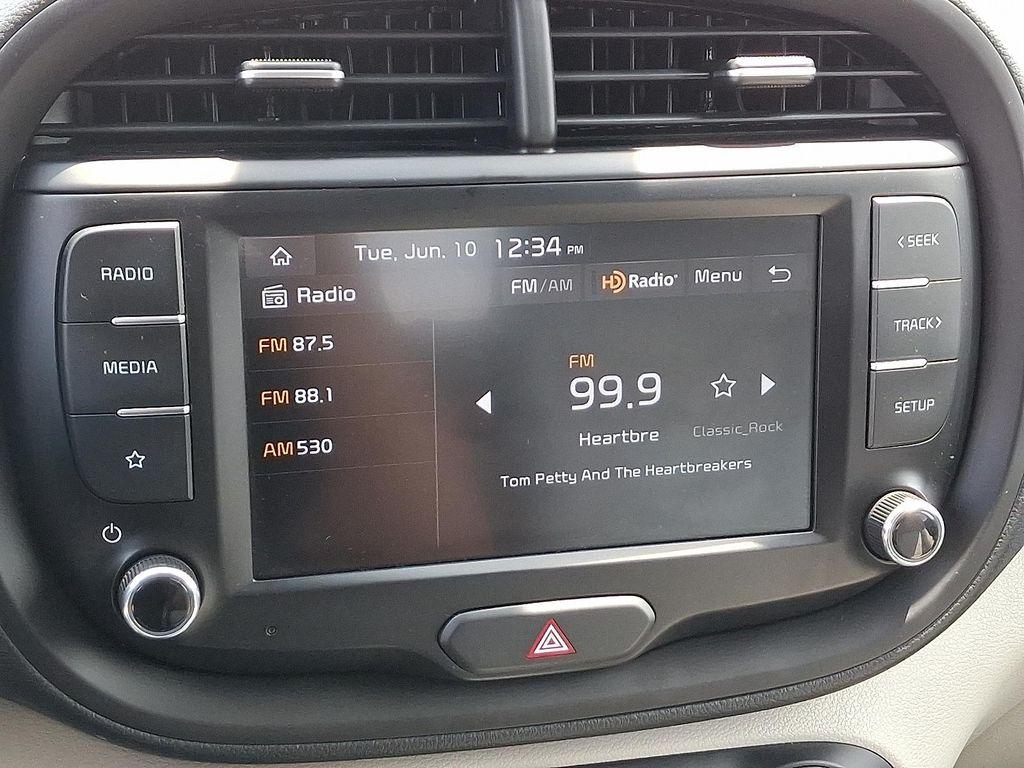 Tue, Jun. 10 12:34 PM
Radio
FM/AM
HD Radio
Menu
FM 87.5
FM 88.1
AM 530
FM
99.9
Heartbre
Classic_Rock
Tom Petty And The Heartbreakers
RADIO
MEDIA
< SEEK
TRACK >
SETUP